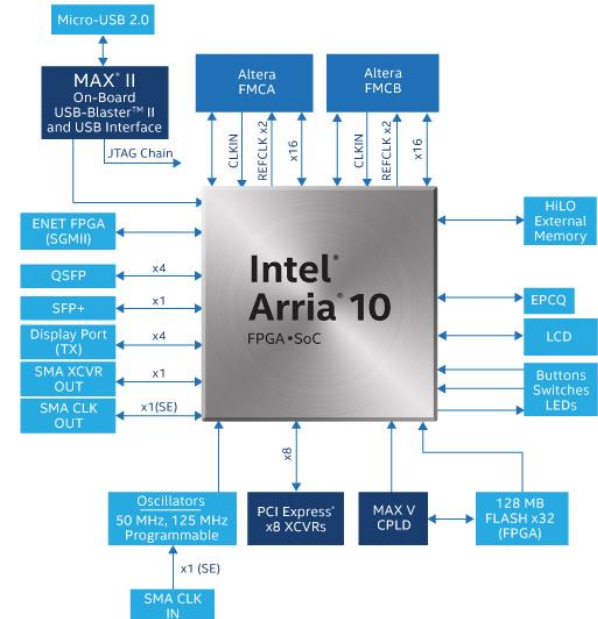 Micro-USB 2.0
MAX® II
On-Board
USB-Blaster™ II
and USB Interface
JTAG Chain
Altera
FMCA
Altera
FMCB
CLKIN
REFCLK x2
x16
CLKIN
REFCLK x2
x16
ENET FPGA
(SGMII)
QSFP
x4
SFP+
x1
Display Port
(TX)
x4
SMA XCVR
OUT
x1
SMA CLK
OUT
x1(SE)
Intel®
Arria® 10
FPGA • SoC
HiLO
External
Memory
EPCQ
LCD
Buttons
Switches
LEDs
Oscillators
50 MHz, 125 MHz
Programmable
x1 (SE)
SMA CLK
IN
x8
PCI Express®
x8 XCVRs
MAX V
CPLD
128 MB
FLASH x32
(FPGA)